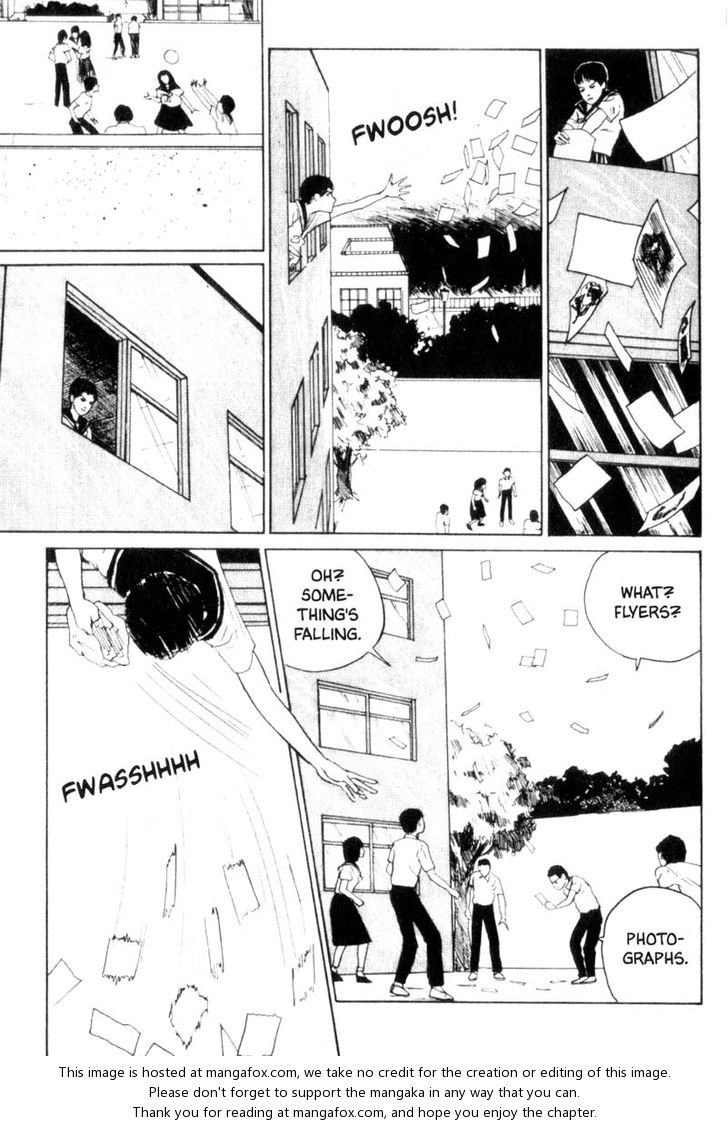 FWOOSH!
WHAT?
FLYERS?
OH?
SOME-
THING'S
FALLING.
PHOTO-
GRAPHS.
FWASSHHHH
This image is hosted at mangafox.com, we take no credit for the creation or editing of this image.
Please don't forget to support the mangaka in any way that you can.
Thank you for reading at mangafox.com, and hope you enjoy the chapter.